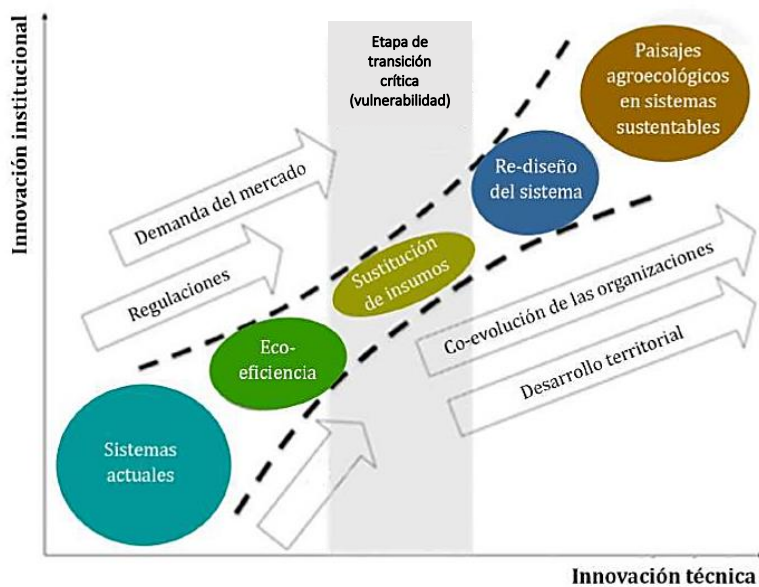 Innovación institucional
Etapa de
transición
crítica
(vulnerabilidad)
Paisajes
agroecológicos
en sistemas
sustentables
Re-diseño
del sistema
Demanda del mercado
Regulaciones
Sustitución
de insumos
Eco-
eficiencia
Co-evolución de las organizaciones
Desarrollo territorial
Sistemas
actuales
Innovación técnica